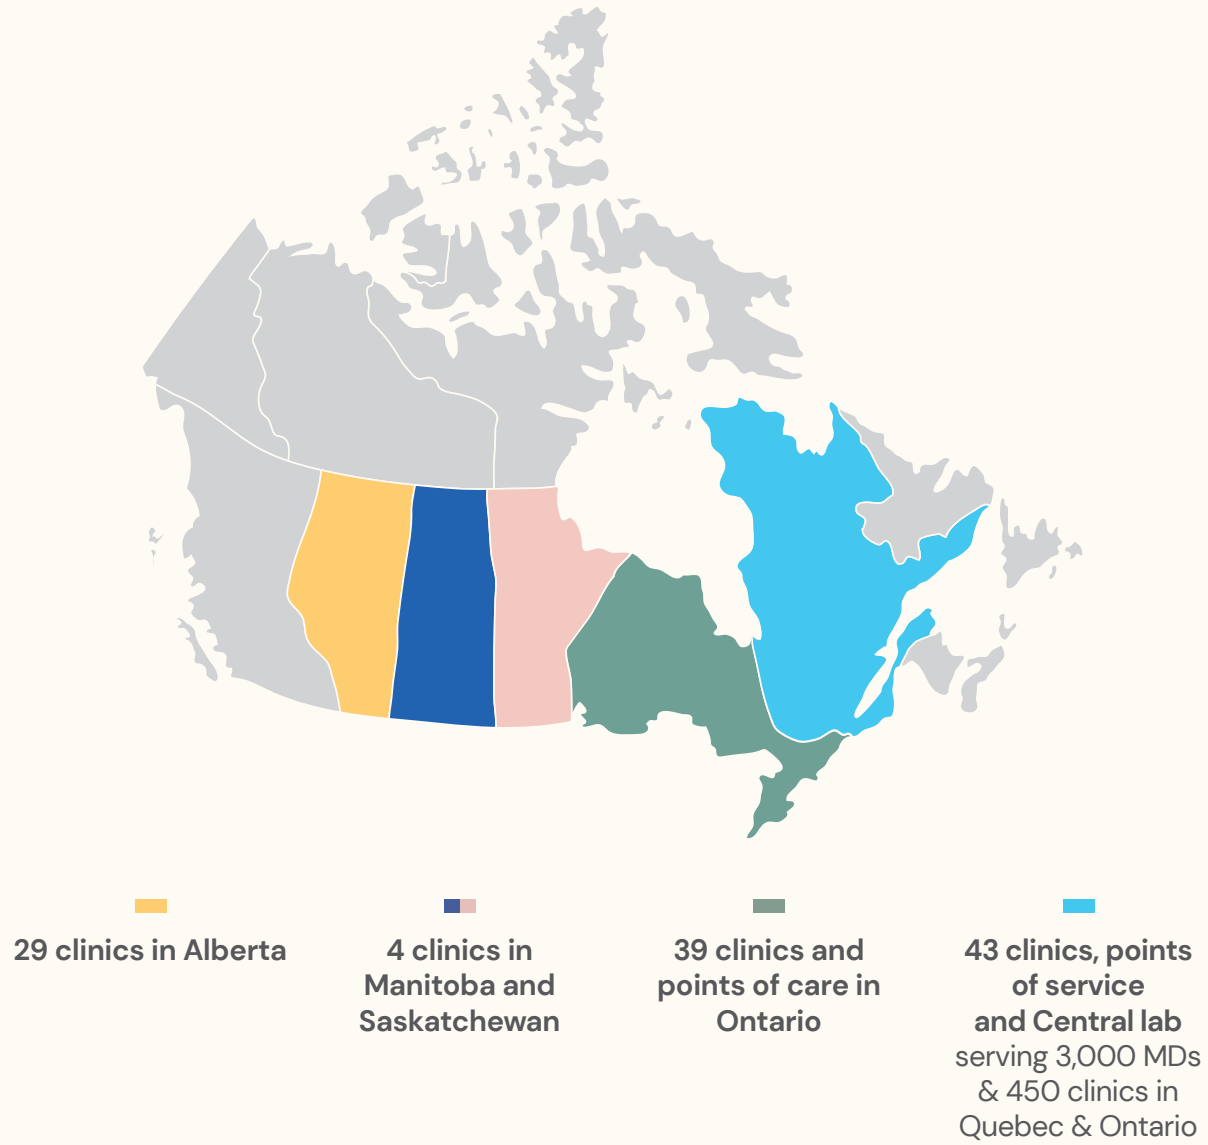 29 clinics in Alberta
4 clinics in
Manitoba and
Saskatchewan
39 clinics and
points of care in
Ontario
43 clinics, points
of service
and Central lab
serving 3,000 MDs
& 450 clinics in
Quebec & Ontario